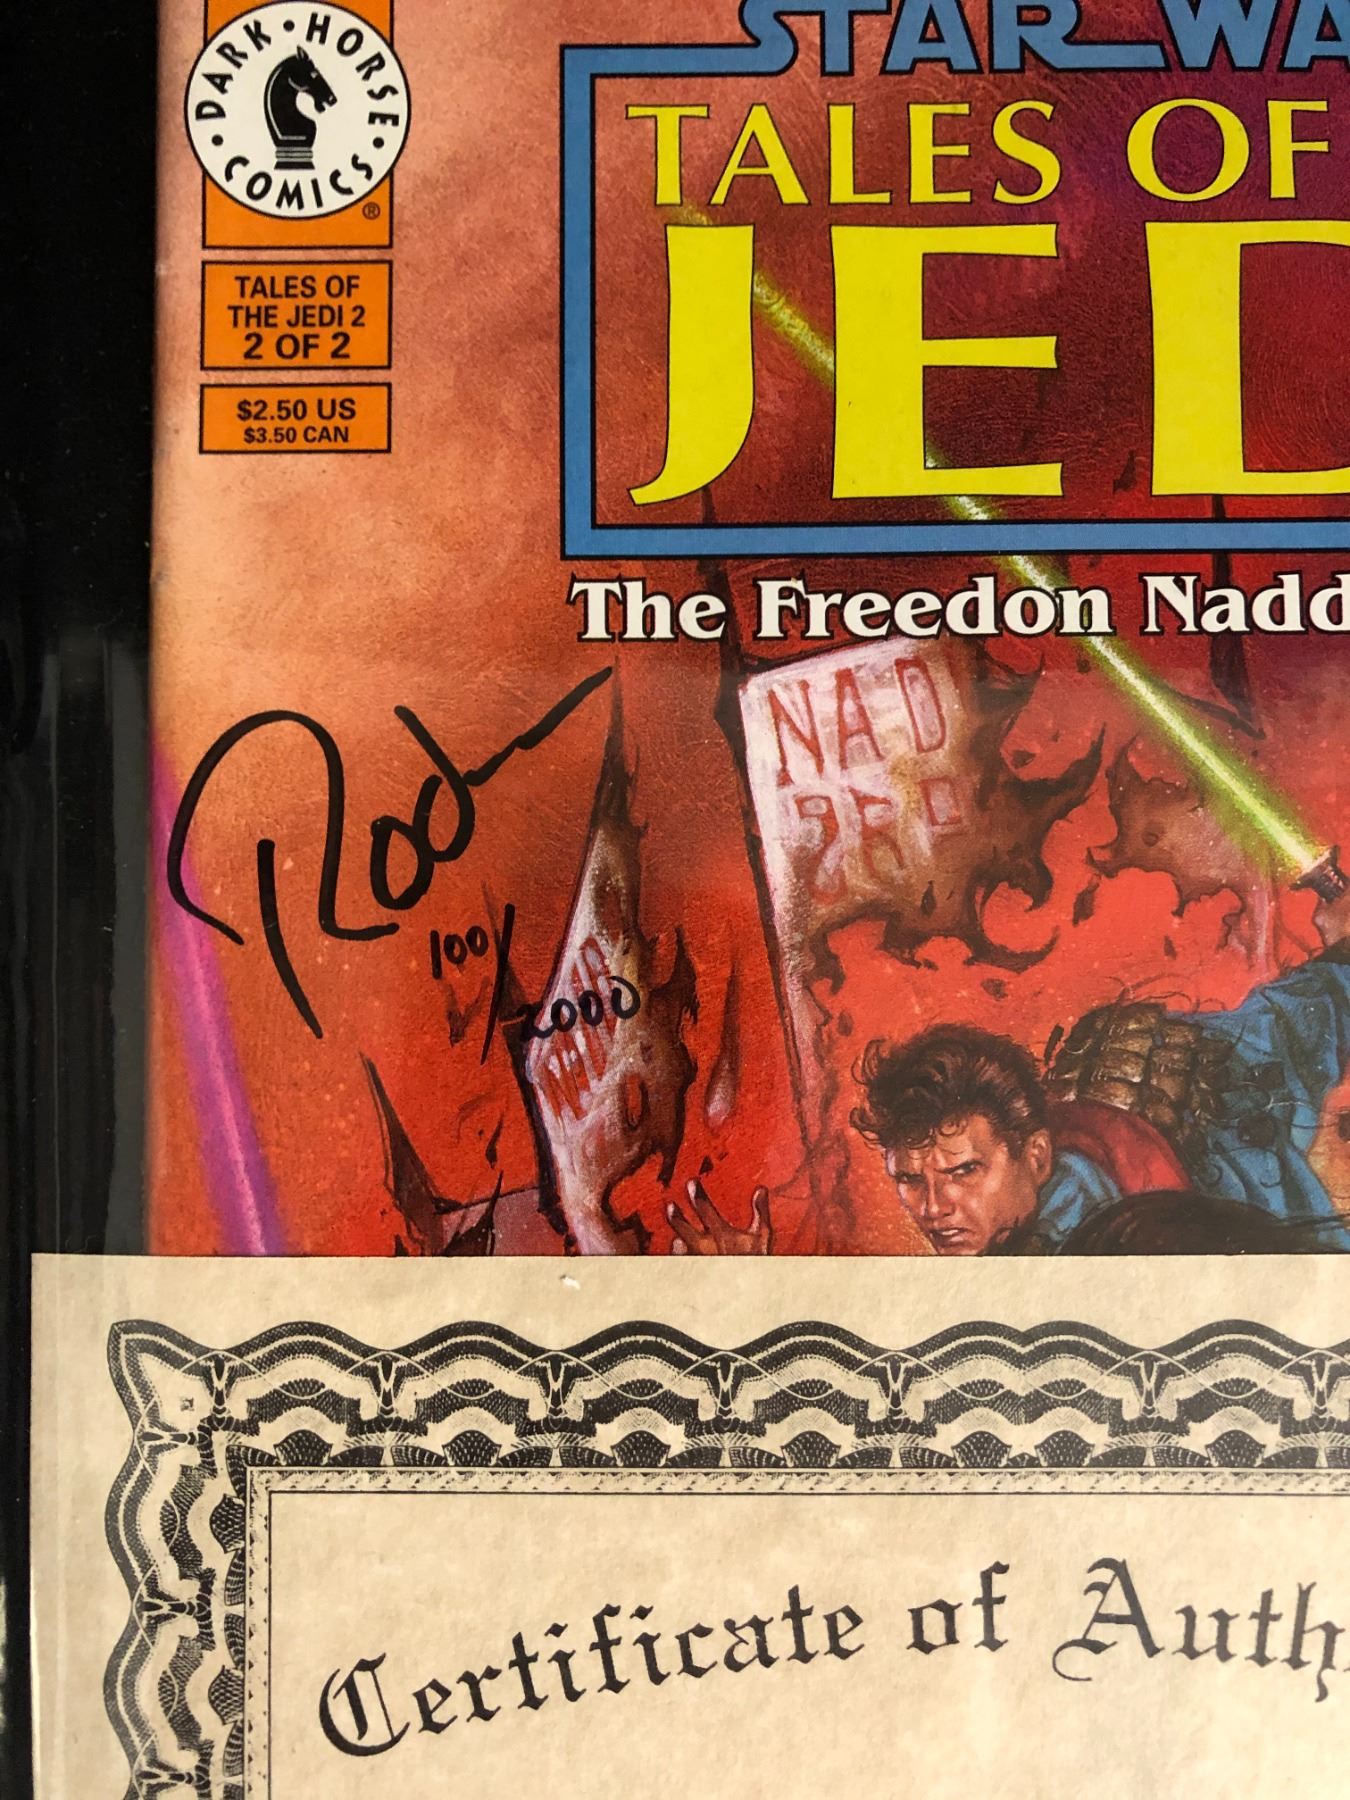 DARK • HORSE • COMICS •
®
TALES OF
THE JEDI 2
2 OF 2
$2.50 US
$3.50 CAN
STAR WA
TALES OF
JED
The Freedon Nadd
NAD
100/2000
Certificate of Auth